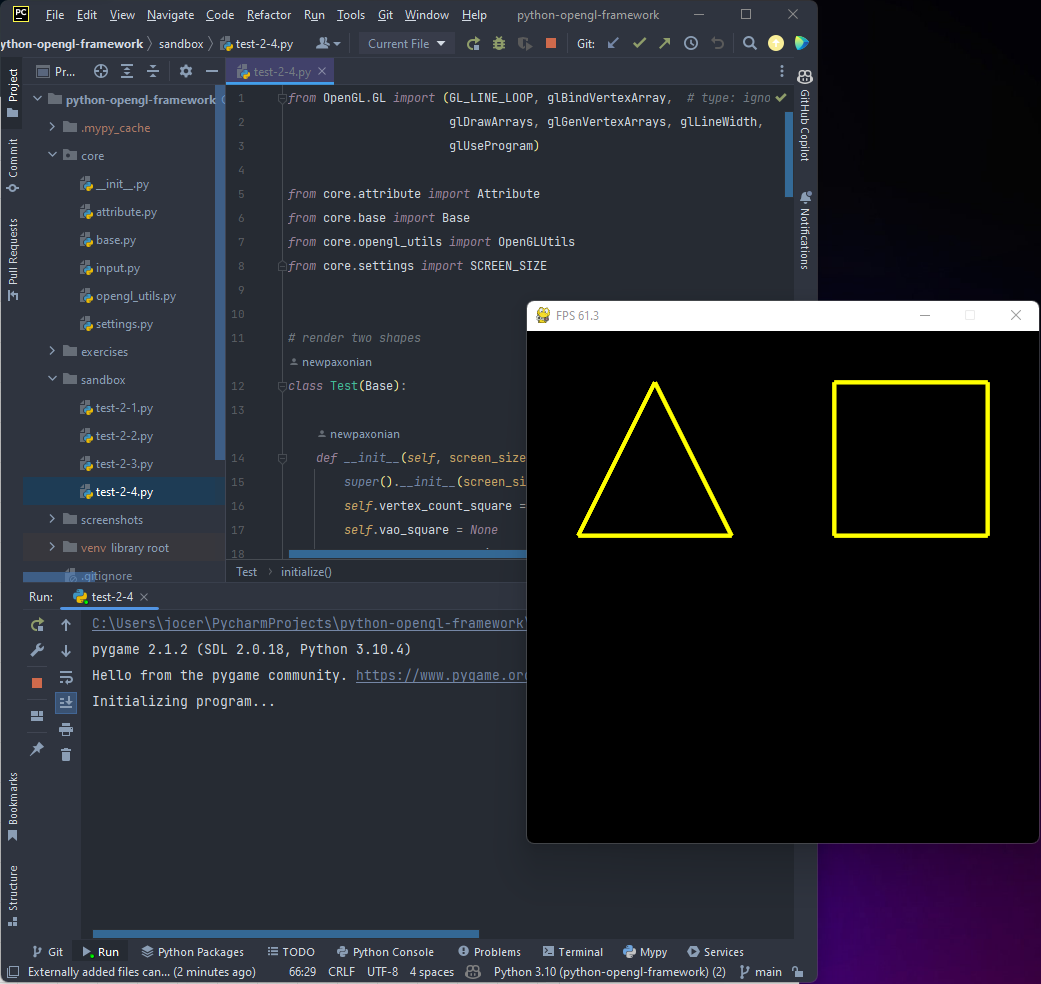 PC File Edit View Navigate Code Refactor Run Tools Git Window Help python-opengl-framework
ython-opengl-framework sandbox test-2-4.py Current File Git:
Project
Commit
Pull Requests
Bookmarks
Structure
Pr...
python-opengl-framework
.mypy_cache
core
__init__.py
attribute.py
base.py
input.py
opengl_utils.py
settings.py
exercises
sandbox
test-2-1.py
test-2-2.py
test-2-3.py
test-2-4.py
screenshots
venv library root
.gitignore
test-2-4.py
1 from OpenGL.GL import (GL_LINE_LOOP, glBindVertexArray, # type: igno
2 glDrawArrays, glGenVertexArrays, glLineWidth,
3 glUseProgram)
4
5 from core.attribute import Attribute
6 from core.base import Base
7 from core.opengl_utils import OpenGLUtils
8 from core.settings import SCREEN_SIZE
9
10
11 # render two shapes
newpaxonian
12 class Test(Base):
13
newpaxonian
14 def __init__(self, screen_size
15 super().__init__(screen_si
16 self.vertex_count_square =
17 self.vao_square = None
18
Test initialize()
GitHub Copilot
Notifications
FPS 61.3
Run: test-2-4
C:\Users\jocer\PycharmProjects\python-opengl-framework\
pygame 2.1.2 (SDL 2.0.18, Python 3.10.4)
Hello from the pygame community. https://www.pygame.org
Initializing program...
Git Run Python Packages TODO Python Console Problems Terminal Mypy Services
Externally added files can... (2 minutes ago) 66:29 CRLF UTF-8 4 spaces Python 3.10 (python-opengl-framework) (2) main